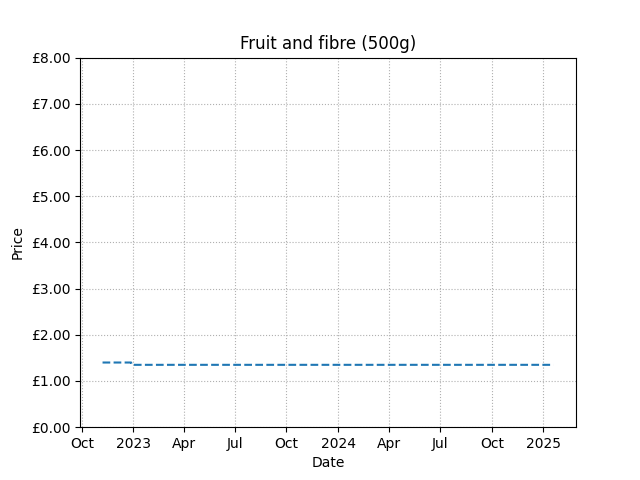 Fruit and fibre (500g)
£8.00
£7.00
£6.00
£5.00
£4.00
£3.00
£2.00
£1.00
£0.00
Price
Oct 2023 Apr Jul Oct 2024 Apr Jul Oct 2025
Date